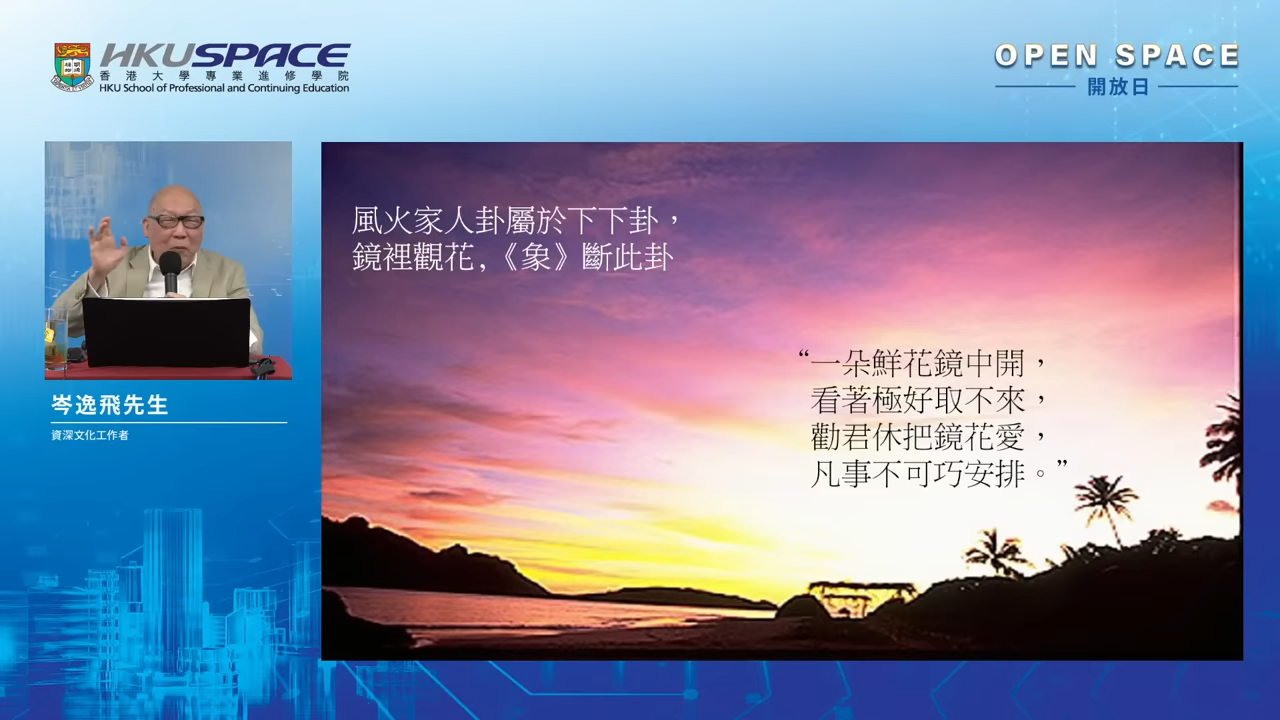 HKUSPACE
香港大學專業進修學院
HKU School of Professional and Continuing Education
OPEN SPACE
開放日
岑逸飛先生
資深文化工作者
風火家人卦屬於下下卦，
鏡裡觀花,《象》斷此卦
“一朵鮮花鏡中開，
看著極好取不來，
勸君休把鏡花愛，
凡事不可巧安排。”